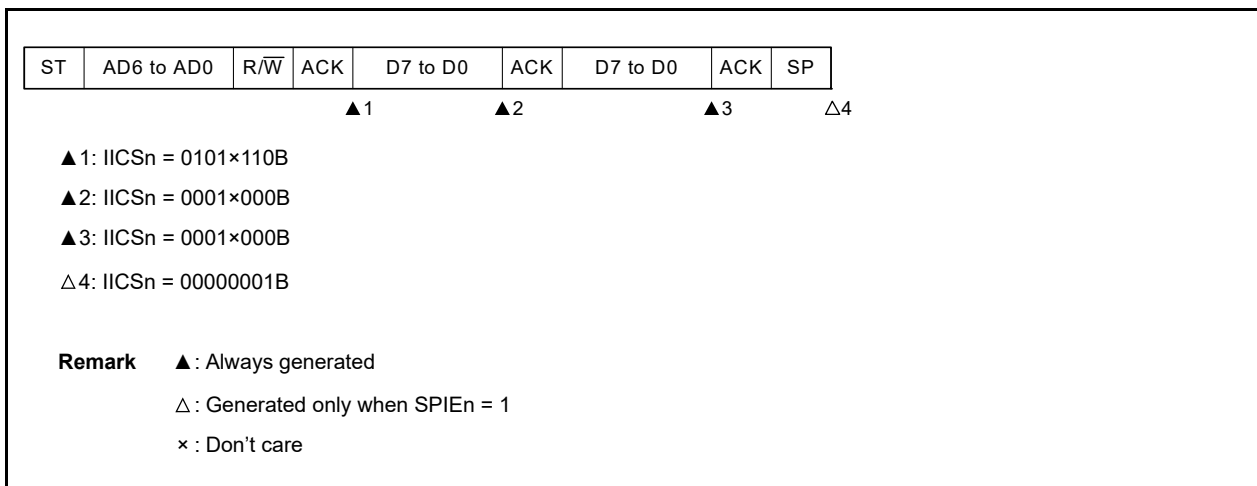 ST AD6 to AD0 R/W̅ ACK D7 to D0 ACK D7 to D0 ACK SP
▲1 ▲2 ▲3 △4
▲1: IICSn = 0101×110B
▲2: IICSn = 0001×000B
▲3: IICSn = 0001×000B
△4: IICSn = 00000001B
Remark ▲: Always generated
△: Generated only when SPIEn = 1
×: Don’t care